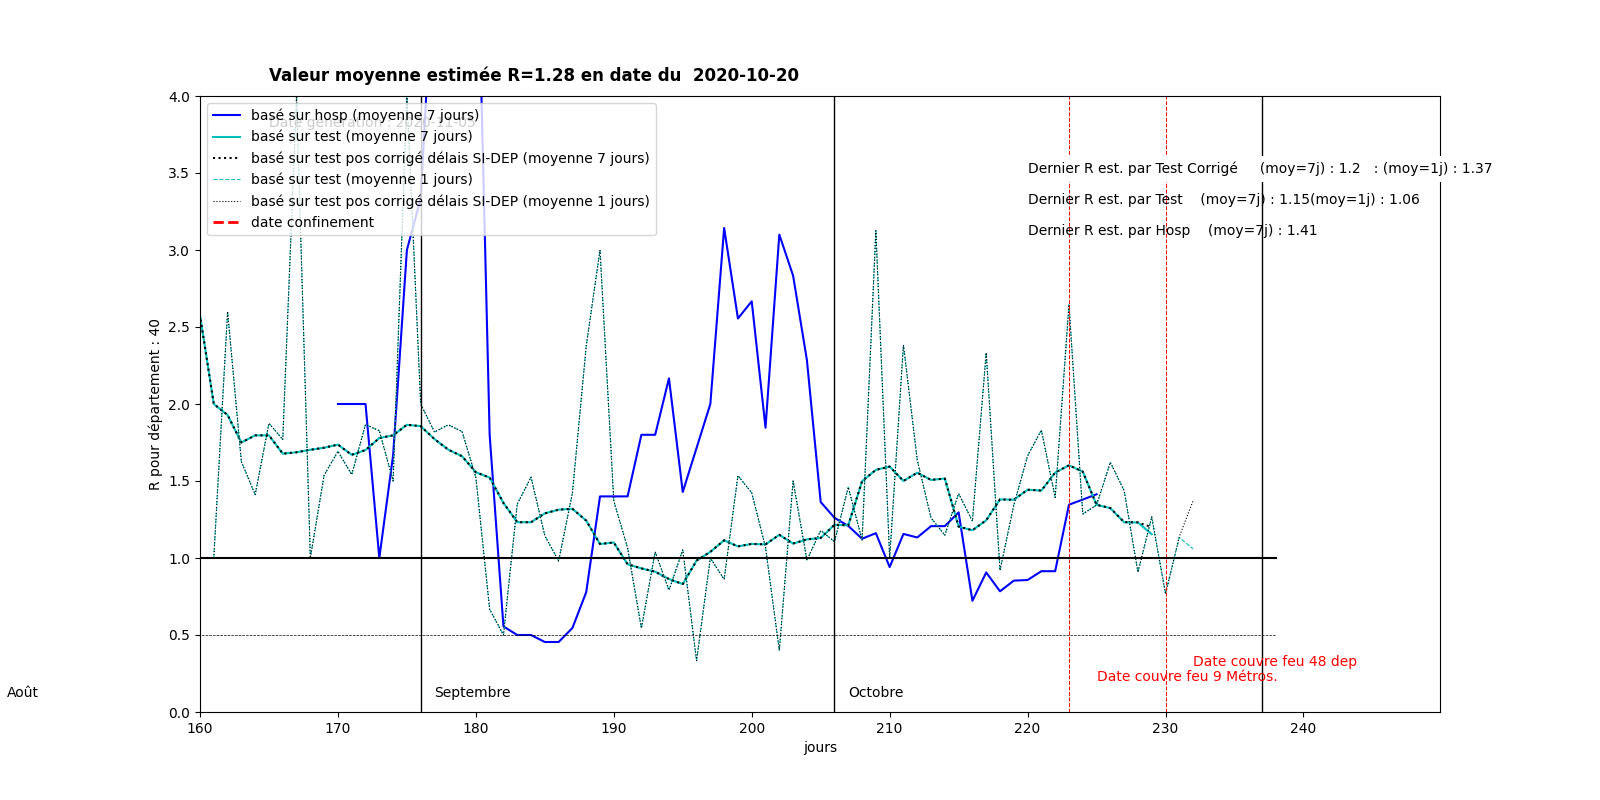 Valeur moyenne estimée R=1.28 en date du  2020-10-20
4.0
3.5
3.0
2.5
2.0
1.5
1.0
0.5
0.0
R pour département : 40
basé sur hosp (moyenne 7 jours)
basé sur test (moyenne 7 jours)
basé sur test pos corrigé délais SI-DEP (moyenne 7 jours)
basé sur test (moyenne 1 jours)
basé sur test pos corrigé délais SI-DEP (moyenne 1 jours)
date confinement
Dernier R est. par Test Corrigé     (moy=7j) : 1.2   : (moy=1j) : 1.37
Dernier R est. par Test    (moy=7j) : 1.15(moy=1j) : 1.06
Dernier R est. par Hosp    (moy=7j) : 1.41
Date couvre feu 48 dep
Date couvre feu 9 Métros.
Août
Septembre
Octobre
160 170 180 190 200 210 220 230 240
jours